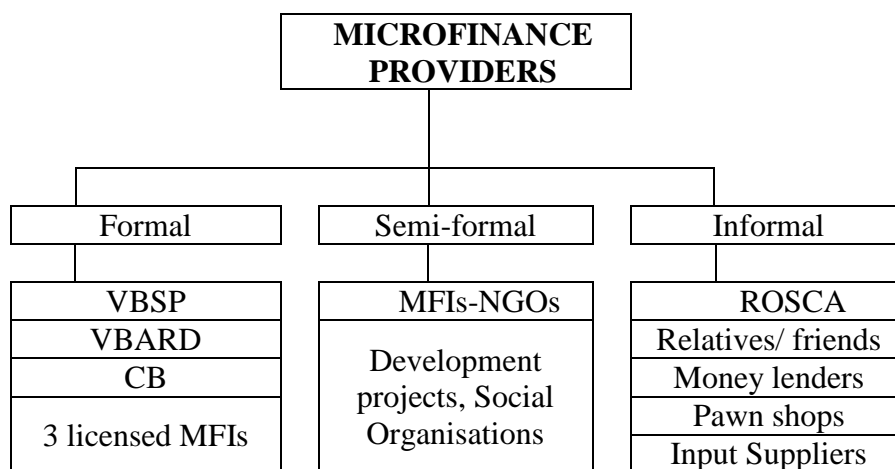 MICROFINANCE
PROVIDERS
Formal
Semi-formal
Informal
VBSP
VBARD
CB
3 licensed MFIs
MFIs-NGOs
Development
projects, Social
Organisations
ROSCA
Relatives/ friends
Money lenders
Pawn shops
Input Suppliers